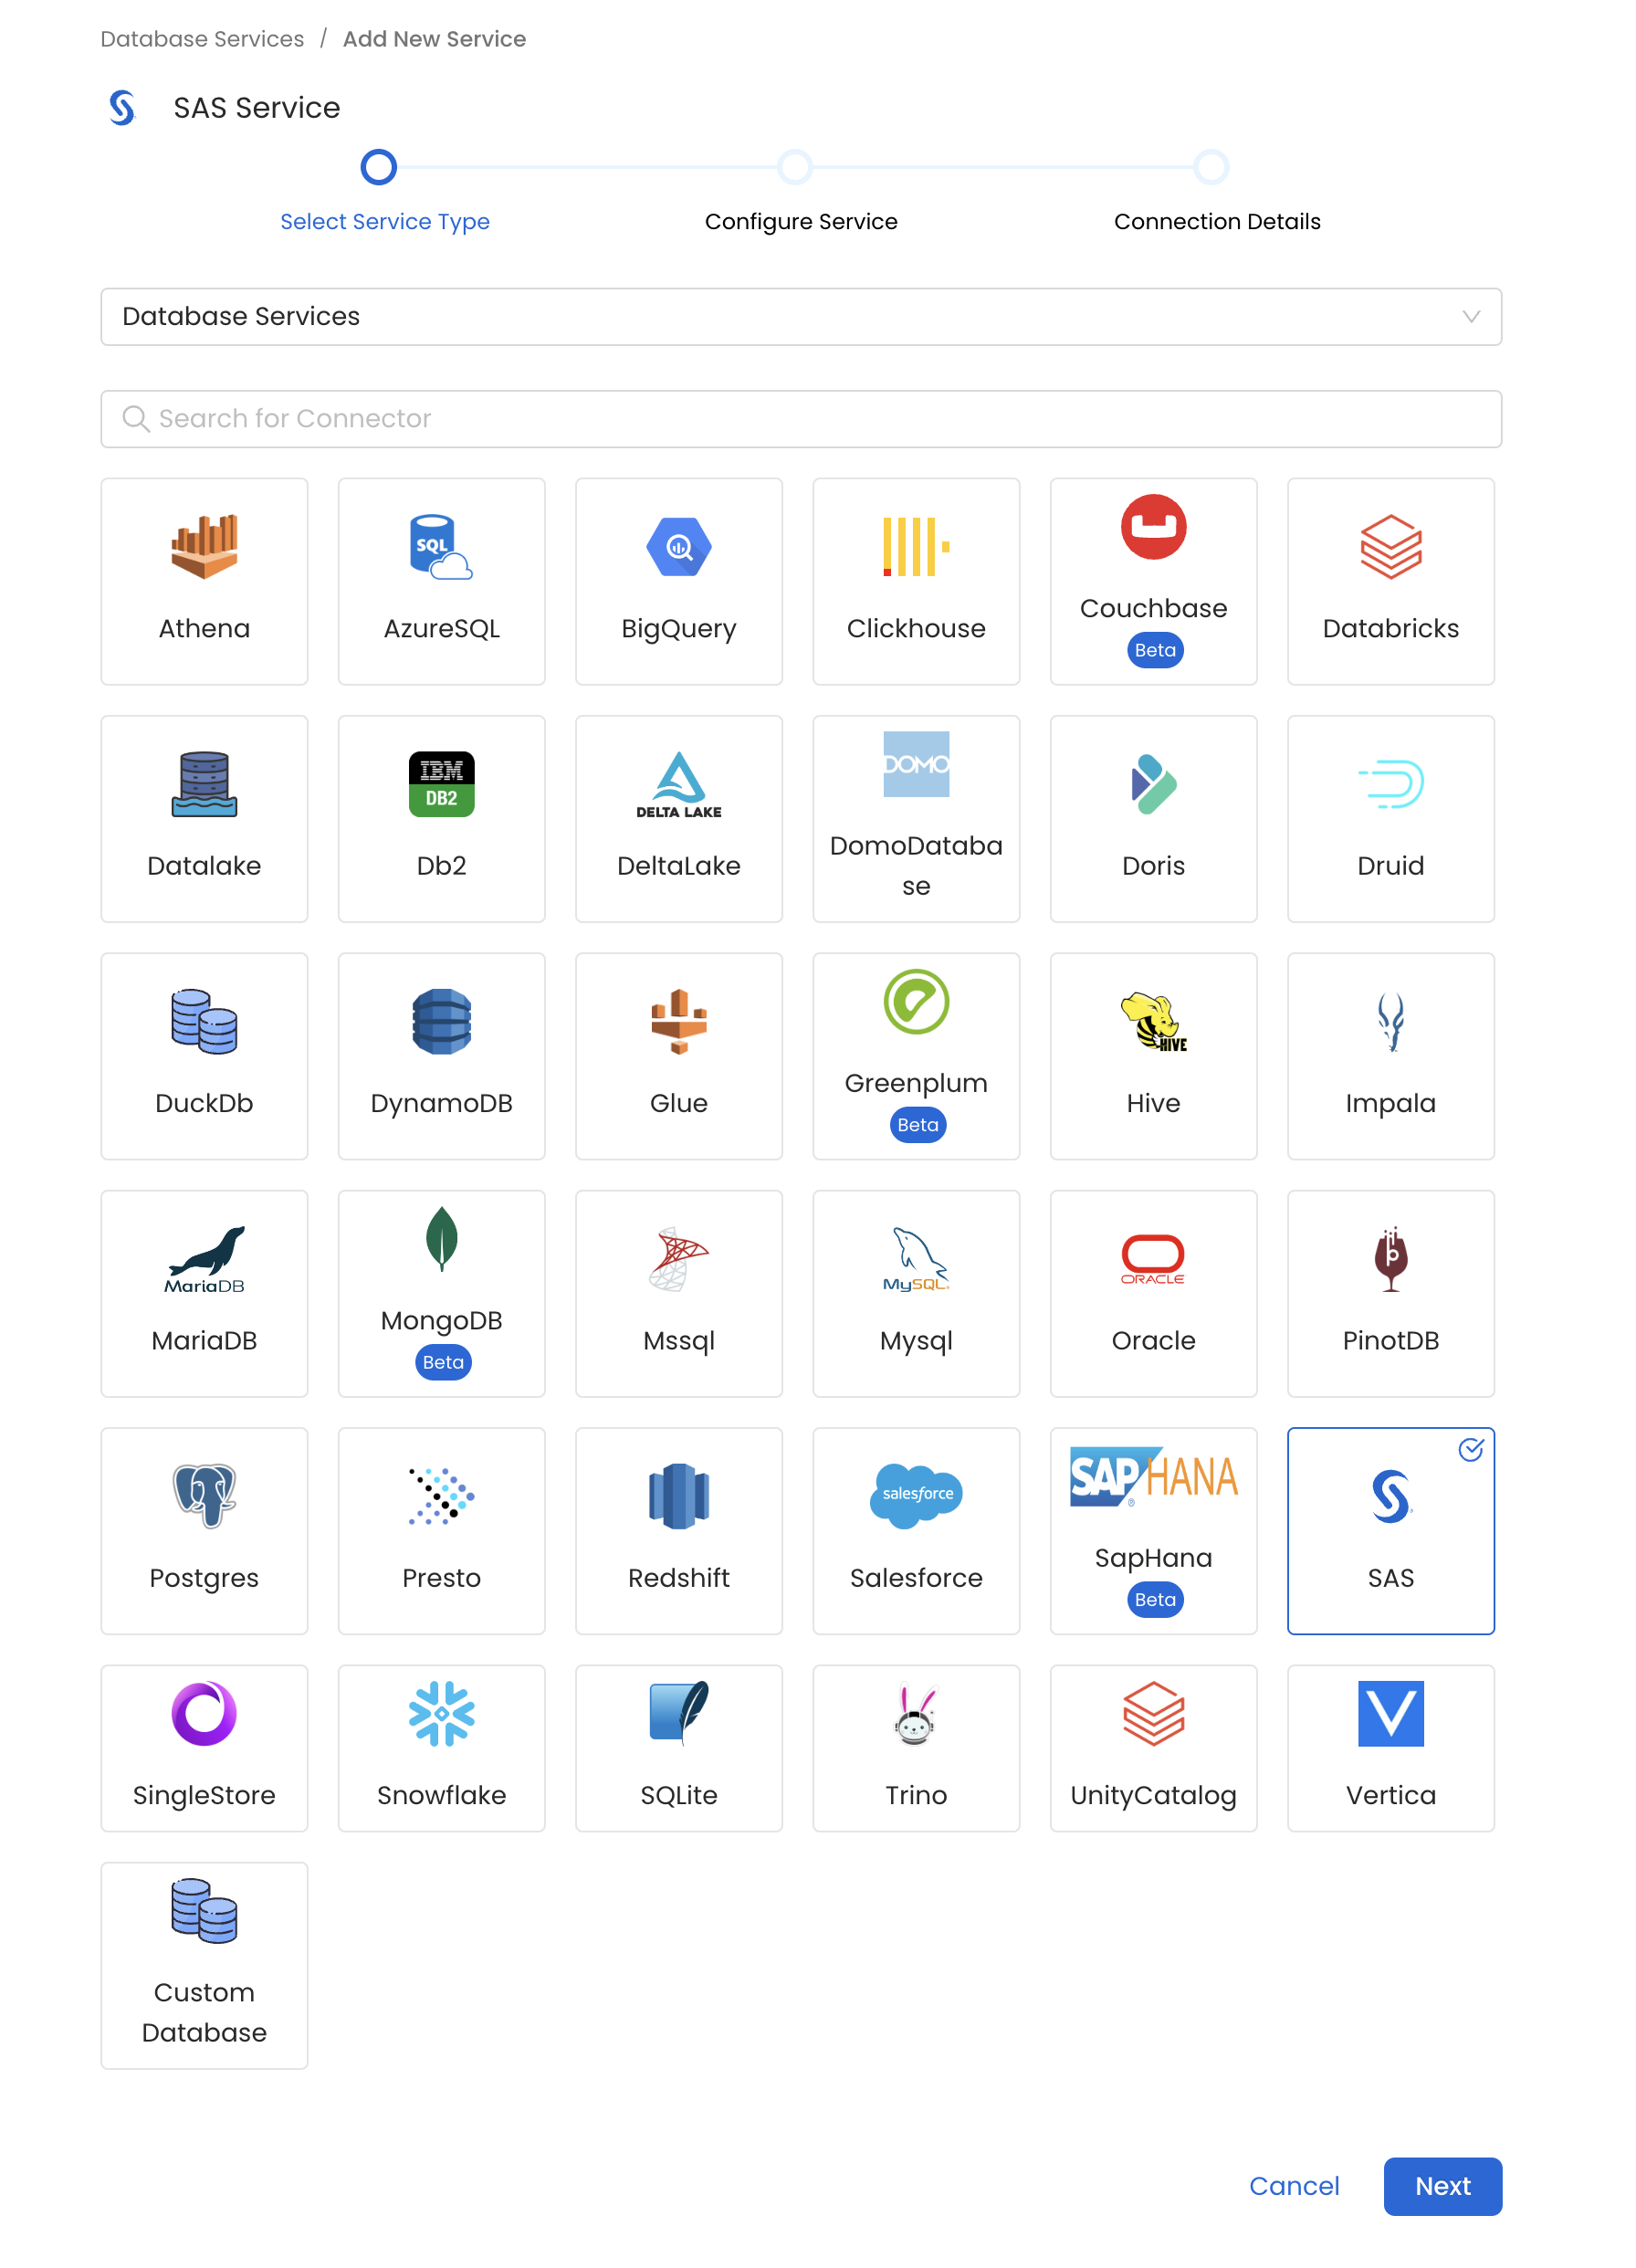 Database Services / Add New Service
SAS Service
Select Service Type
Configure Service
Connection Details
Database Services
Search for Connector
Athena
SQL
AzureSQL
BigQuery
Clickhouse
Couchbase
Beta
Databricks
Datalake
IBM
DB2
Db2
DELTA LAKE
DeltaLake
DOMO
DomoDataba
se
Doris
Druid
DuckDb
DynamoDB
Glue
Greenplum
Beta
HIVE
Hive
Impala
MariaDB
MariaDB
MongoDB
Beta
Mssql
MySQL
Mysql
ORACLE
Oracle
PinotDB
Postgres
Presto
Redshift
salesforce
Salesforce
SAP HANA
®
SapHana
Beta
SAS
SingleStore
Snowflake
SQLite
Trino
UnityCatalog
Vertica
Custom
Database
Cancel
Next